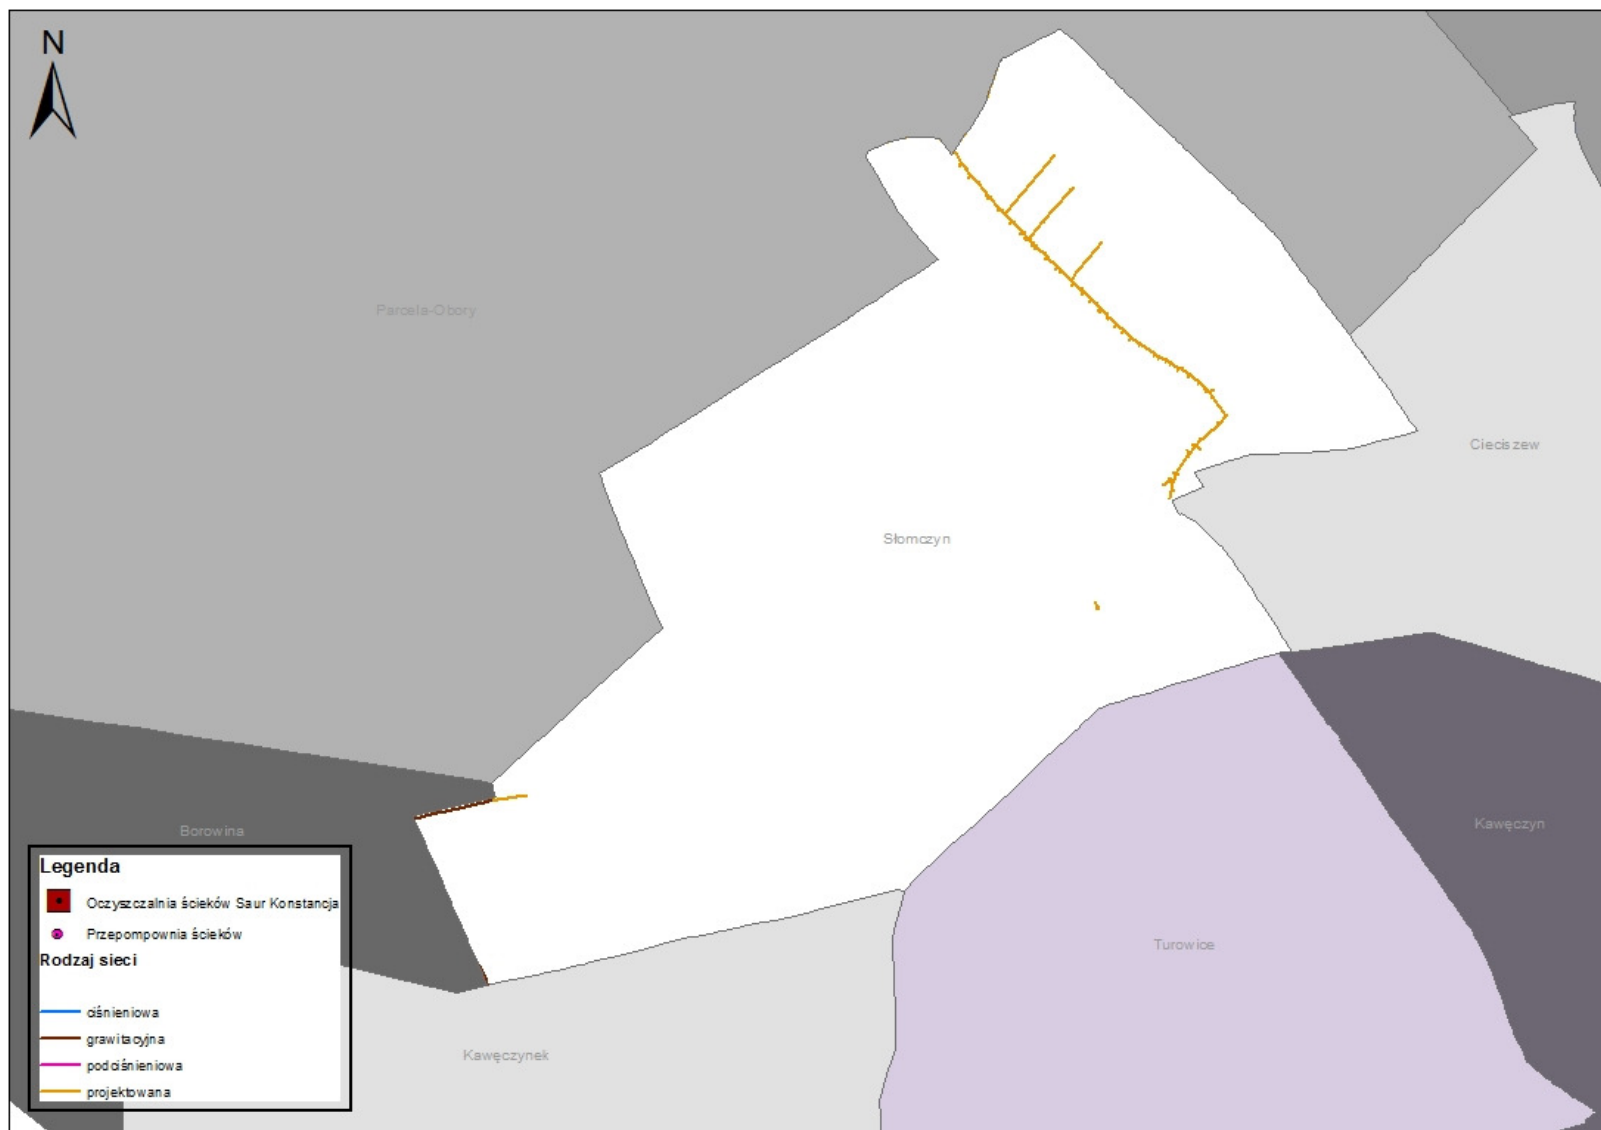 N
Parcela-Obory
Cieciszew
Słomczyn
Borowina
Kawęczyn
Turowice
Kawęczynek
Legenda
Oczyszczalnia ścieków Saur Konstancja
Przepompownia ścieków
Rodzaj sieci
ciśnieniowa
grawitacyjna
podciśnieniowa
projektowana